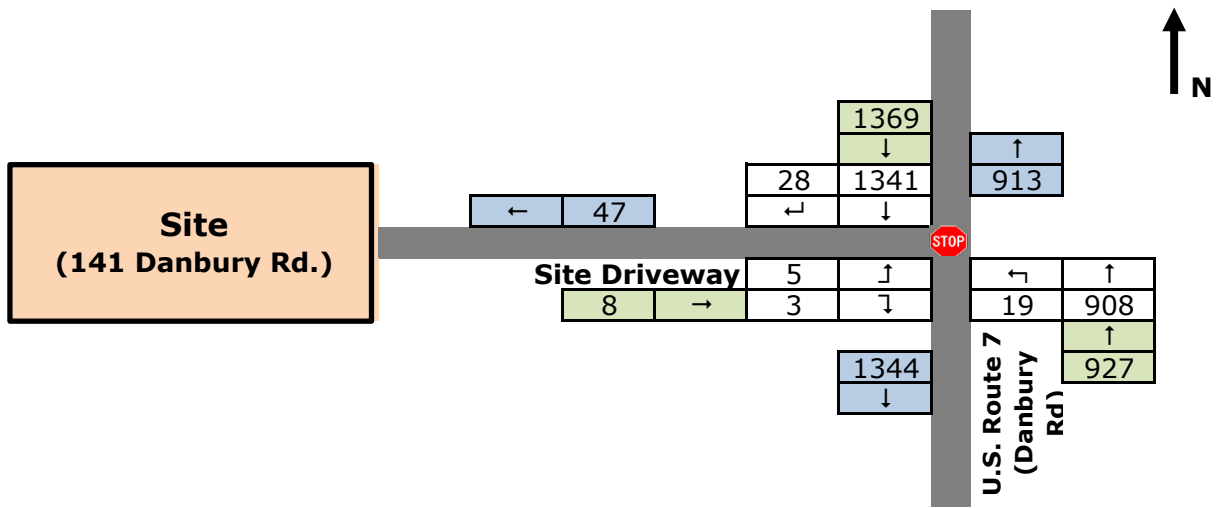 N
1369
↓
↑
28 1341
913
← 47
↵ ↓
Site
(141 Danbury Rd.)
STOP
Site Driveway
5 ↥
↰ ↑
8 → 3 ↴
19 908
↑
927
1344
↓
U.S. Route 7
(Danbury
Rd)